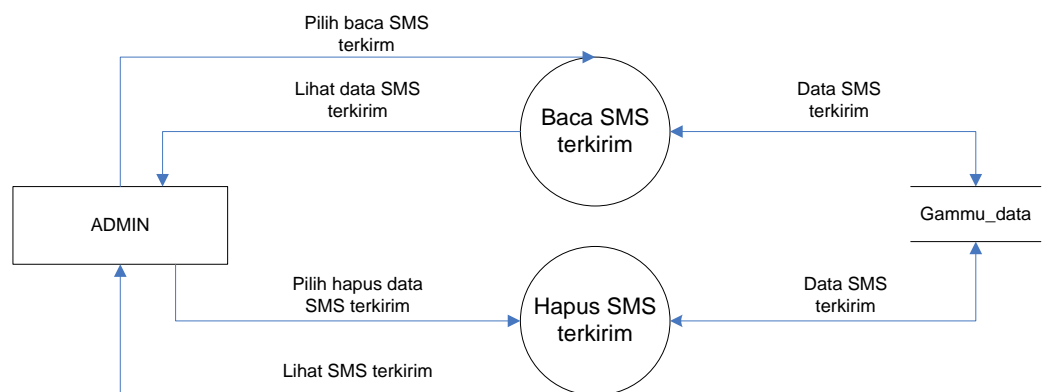 Pilih baca SMS
terkirm
Lihat data SMS
terkirim
Baca SMS
terkirim
Data SMS
terkirim
ADMIN
Gammu_data
Pilih hapus data
SMS terkirim
Hapus SMS
terkirim
Data SMS
terkirim
Lihat SMS terkirim